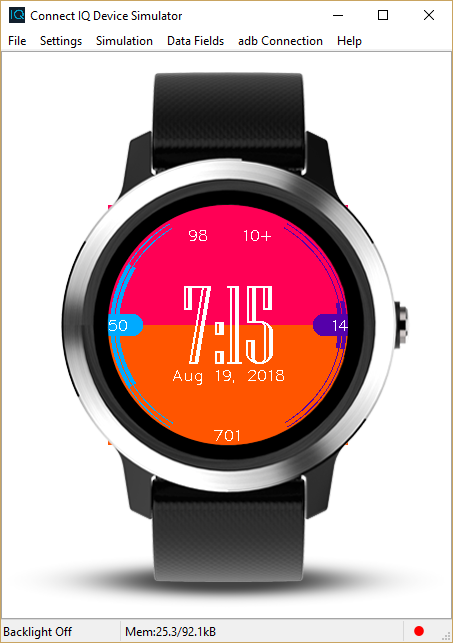 IQ Connect IQ Device Simulator
File Settings Simulation Data Fields adb Connection Help
98 10+
7:15
50 14
Aug 19, 2018
701
Backlight Off Mem:25.3/92.1kB